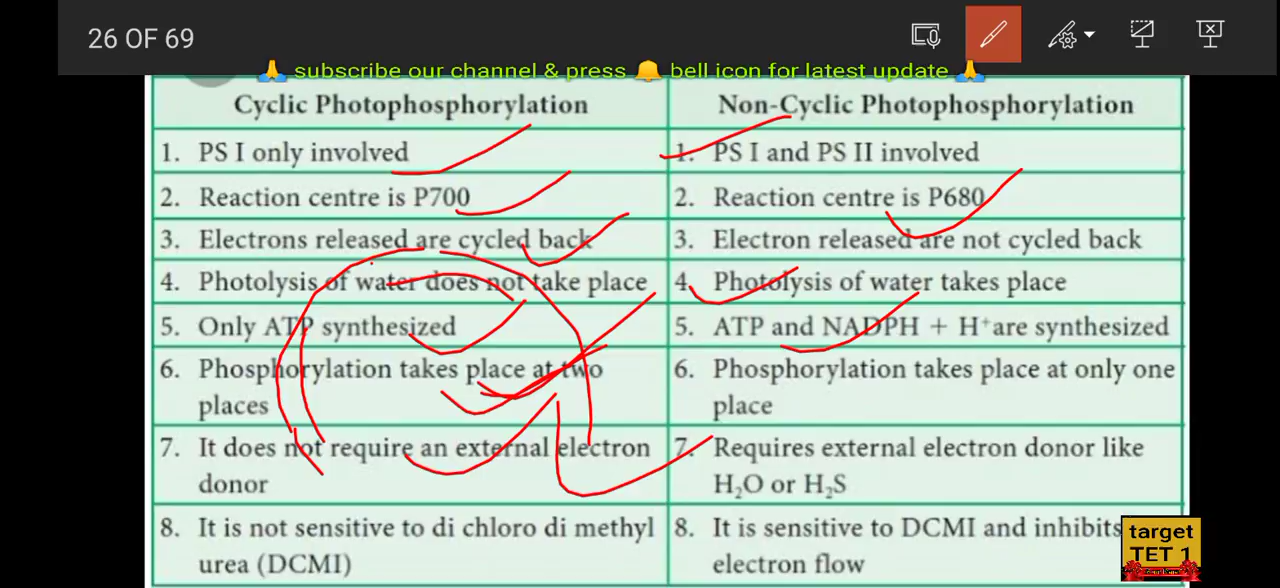 26 OF 69
🙏 subscribe our channel & press 🔔 bell icon for latest update 🙏
Cyclic Photophosphorylation
Non-Cyclic Photophosphorylation
1. PS I only involved
1. PS I and PS II involved
2. Reaction centre is P700
2. Reaction centre is P680
3. Electrons released are cycled back
3. Electron released are not cycled back
4. Photolysis of water does not take place
4. Photolysis of water takes place
5. Only ATP synthesized
5. ATP and NADPH + H⁺are synthesized
6. Phosphorylation takes place at two
places
6. Phosphorylation takes place at only one
place
7. It does not require an external electron
donor
7. Requires external electron donor like
H₂O or H₂S
8. It is not sensitive to di chloro di methyl
urea (DCMI)
8. It is sensitive to DCMI and inhibits
electron flow
target
TET 1